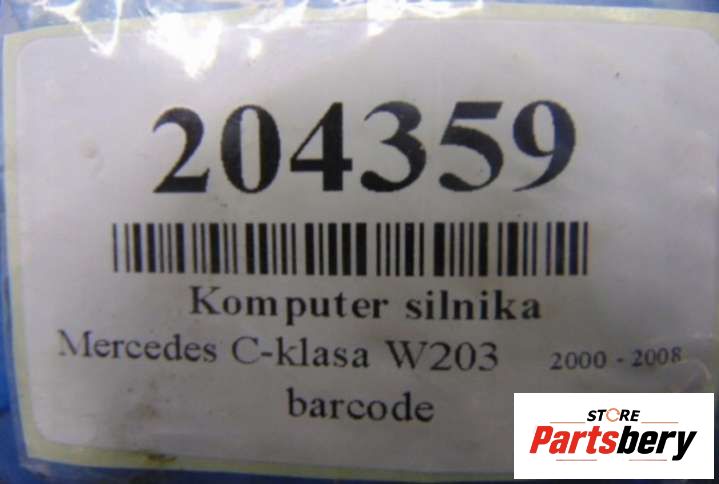 204359
Komputer silnika
Mercedes C-klasa W203 2000 - 2008
barcode
STORE
Partsbery